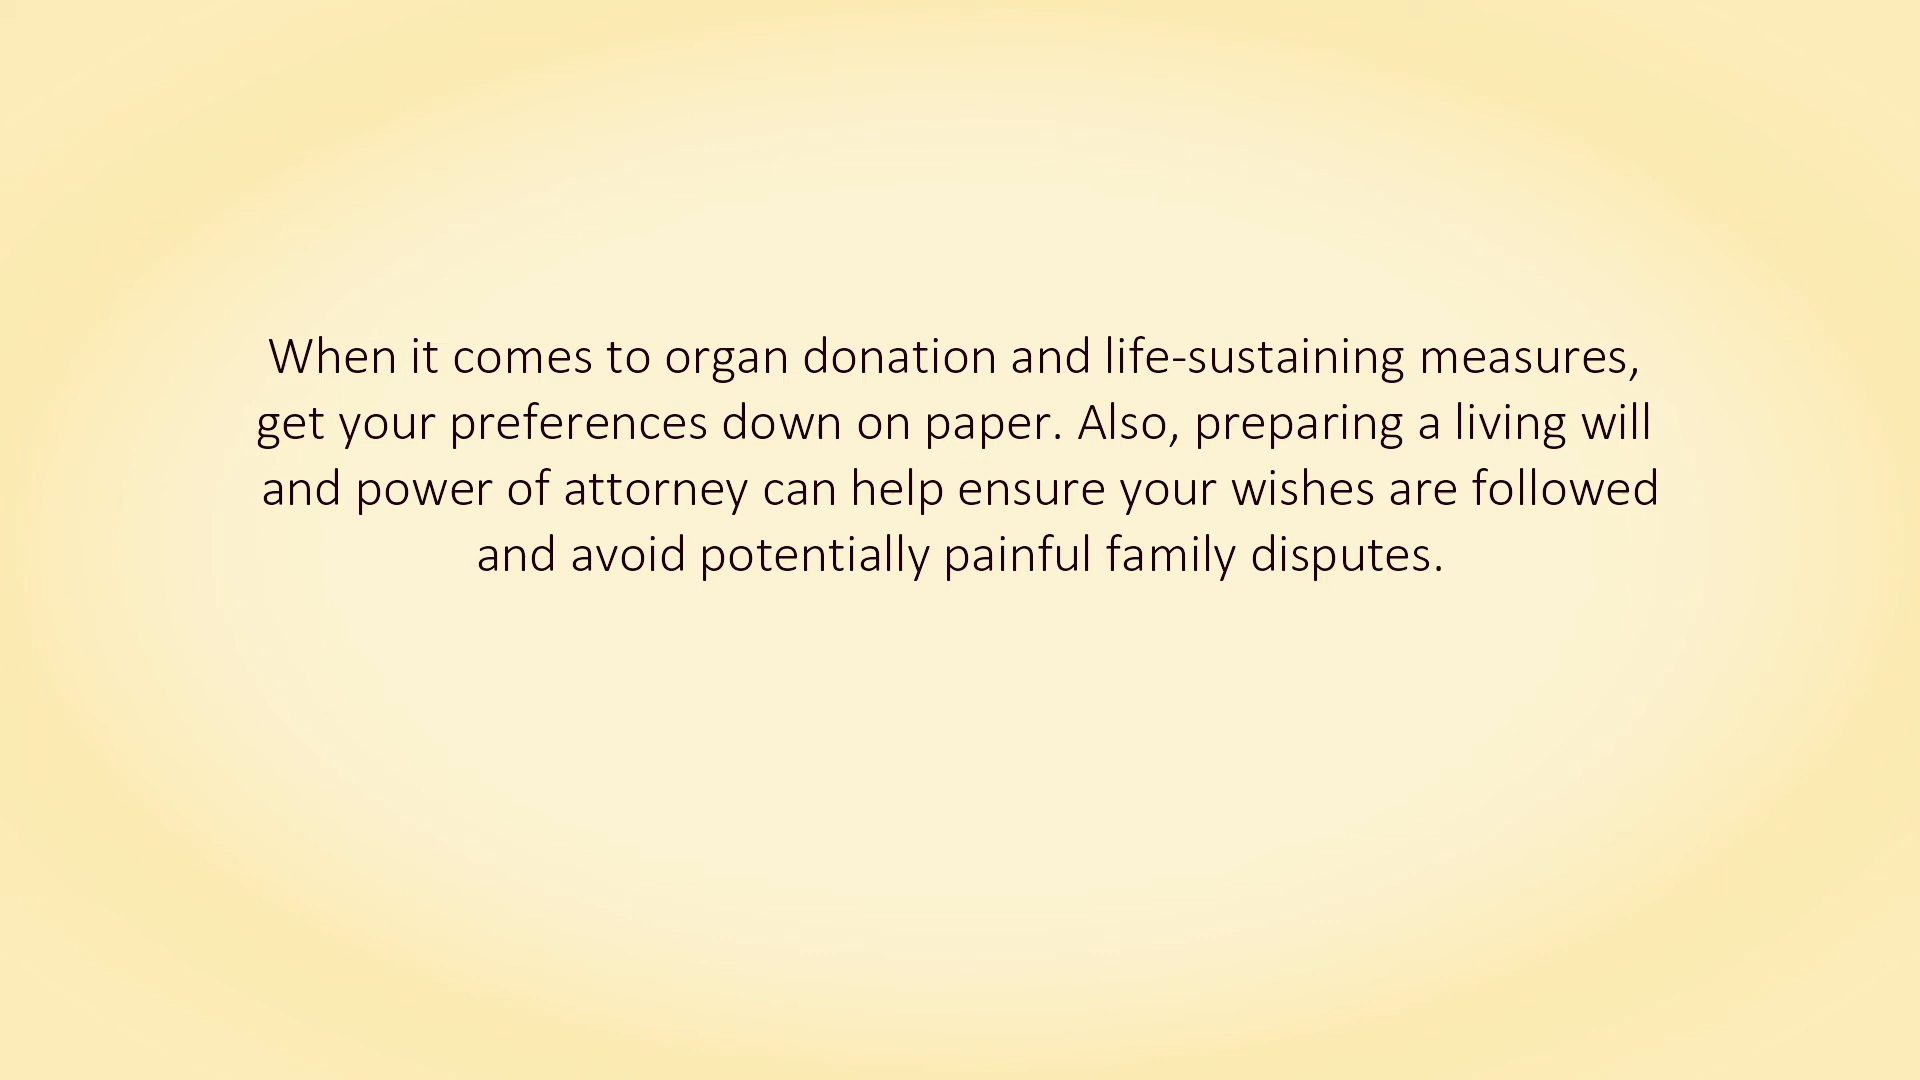 When it comes to organ donation and life-sustaining measures,
get your preferences down on paper. Also, preparing a living will
and power of attorney can help ensure your wishes are followed
and avoid potentially painful family disputes.